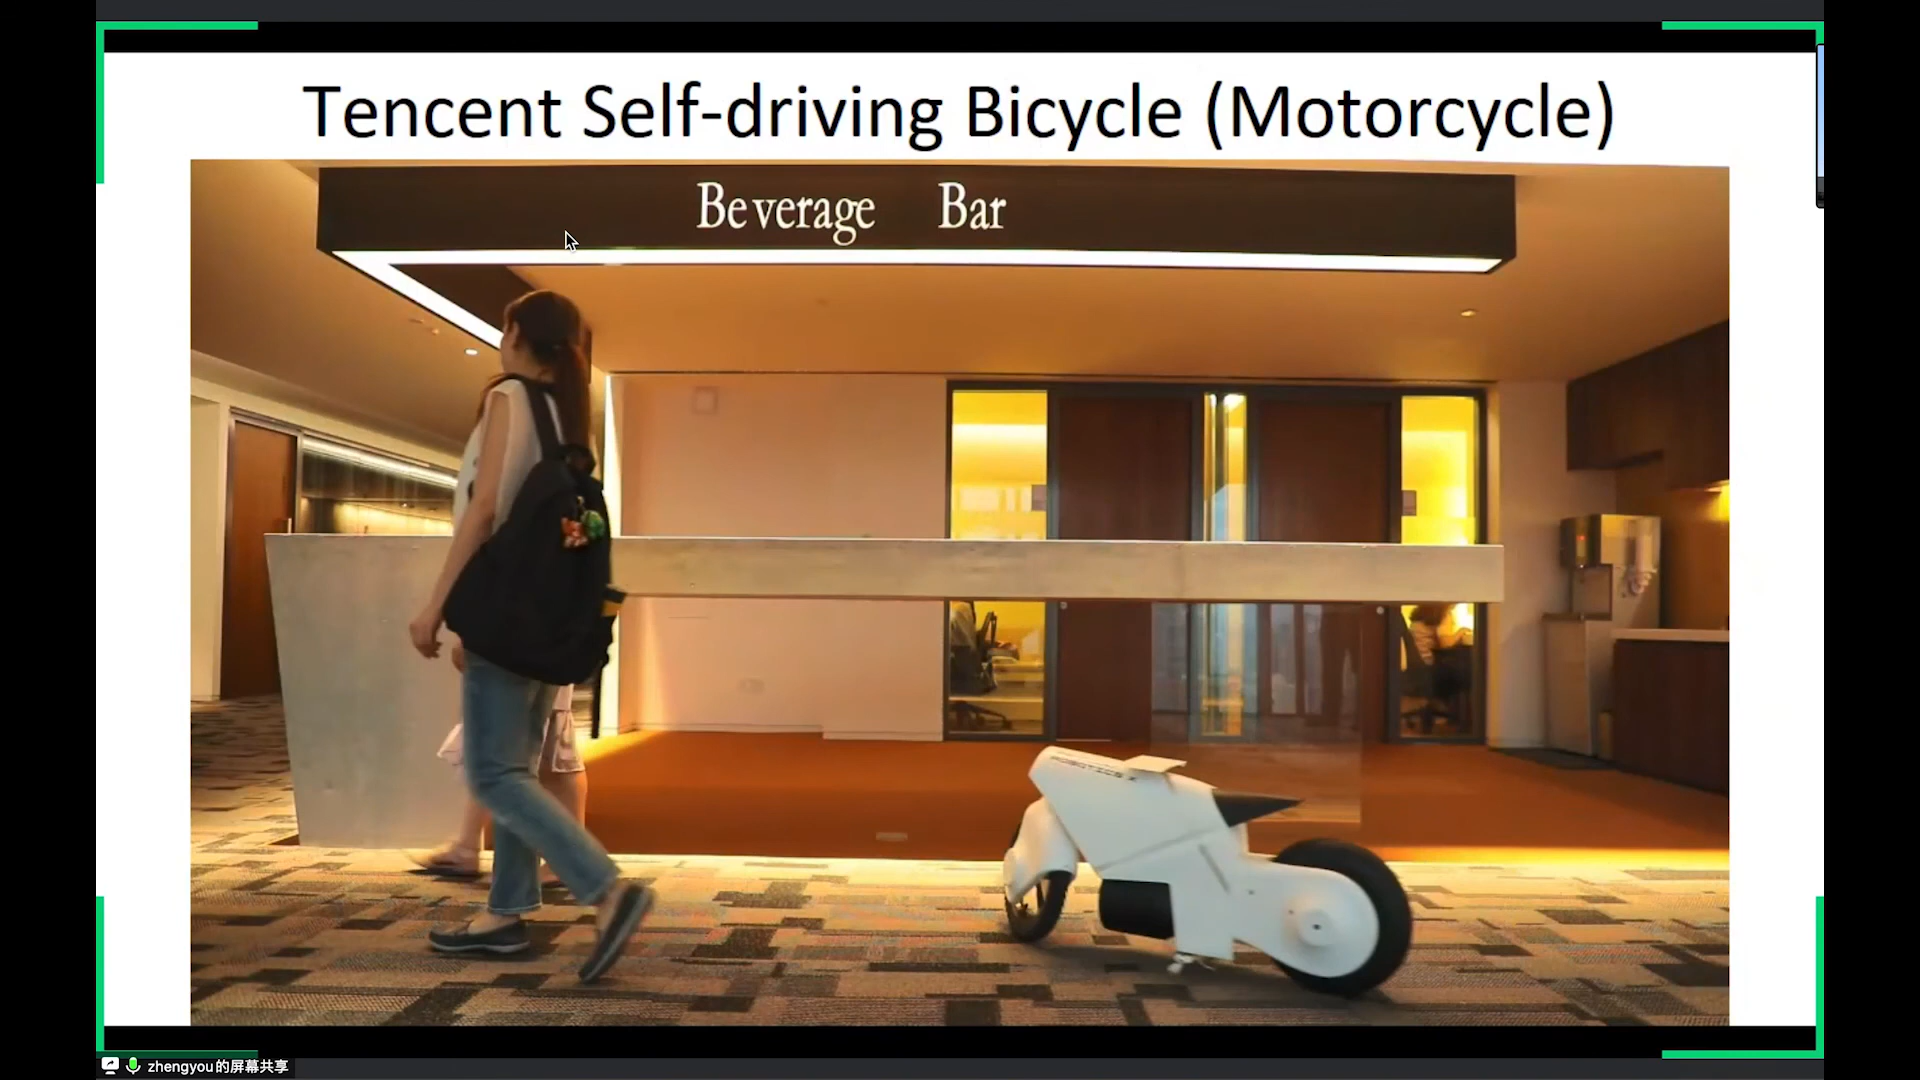 Tencent Self-driving Bicycle (Motorcycle)
Beverage Bar
ROBOTICS X
zhengyou的屏幕共享